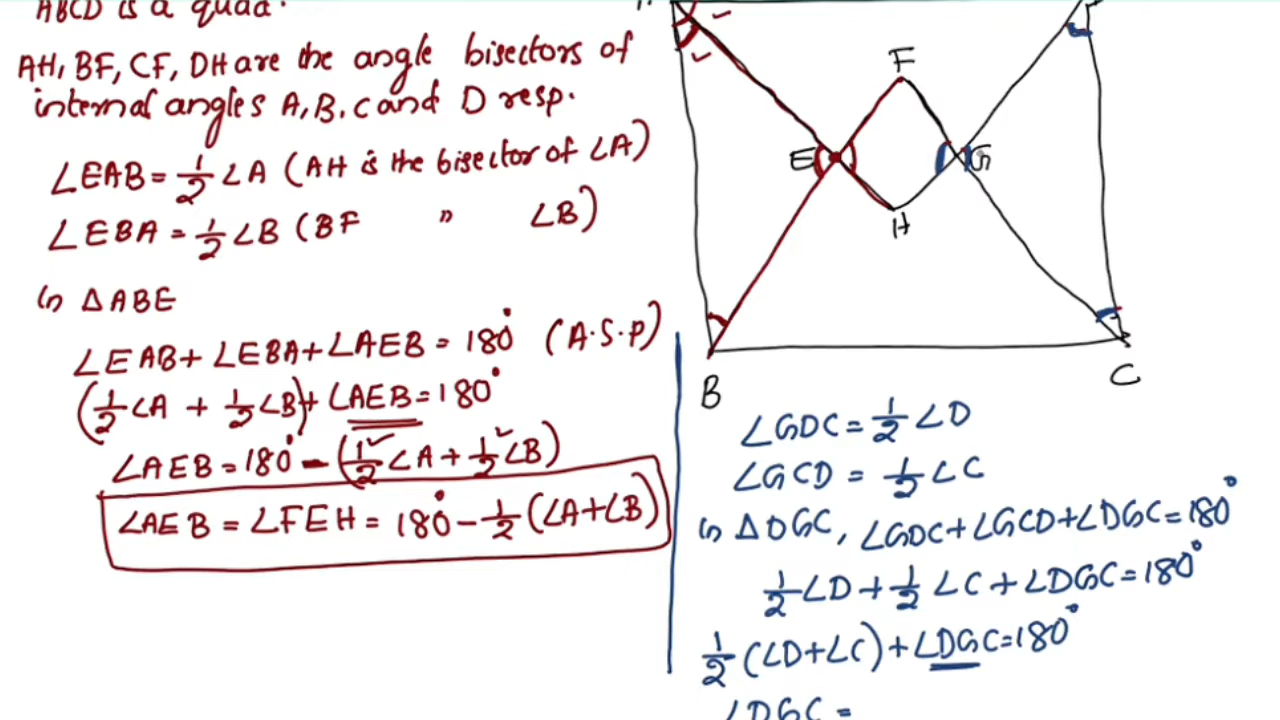 ABCD is a quad.
AH, BF, CF, DH are the angle bisectors of
internal angles A, B, C and D resp.
∠EAB = 1/2 ∠A (AH is the bisector of ∠A)
∠EBA = 1/2 ∠B (BF " ∠B)
In △ABE
∠EAB + ∠EBA + ∠AEB = 180° (A.S.P)
(1/2 ∠A + 1/2 ∠B) + ∠AEB = 180°
∠AEB = 180° - (1/2 ∠A + 1/2 ∠B)
∠AEB = ∠FEH = 180° - 1/2 (∠A + ∠B)
F
E
G
H
B
C
∠GDC = 1/2 ∠D
∠GCD = 1/2 ∠C
In △DGC, ∠GDC + ∠GCD + ∠DGC = 180°
1/2 ∠D + 1/2 ∠C + ∠DGC = 180°
1/2 (∠D + ∠C) + ∠DGC = 180°
∠DGC =